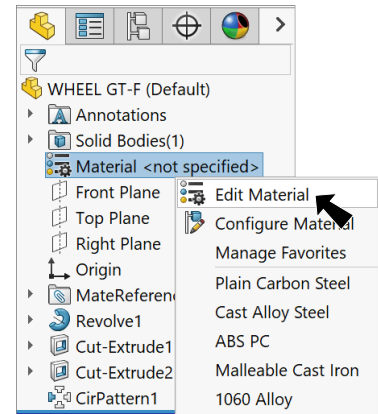 WHEEL GT-F (Default)
Annotations
Solid Bodies(1)
Material <not specified>
Front Plane
Top Plane
Right Plane
Origin
Revolve1
Cut-Extrude1
Cut-Extrude2
CirPattern1
Edit Material
Configure Material
Manage Favorites
Plain Carbon Steel
Cast Alloy Steel
ABS PC
Malleable Cast Iron
1060 Alloy